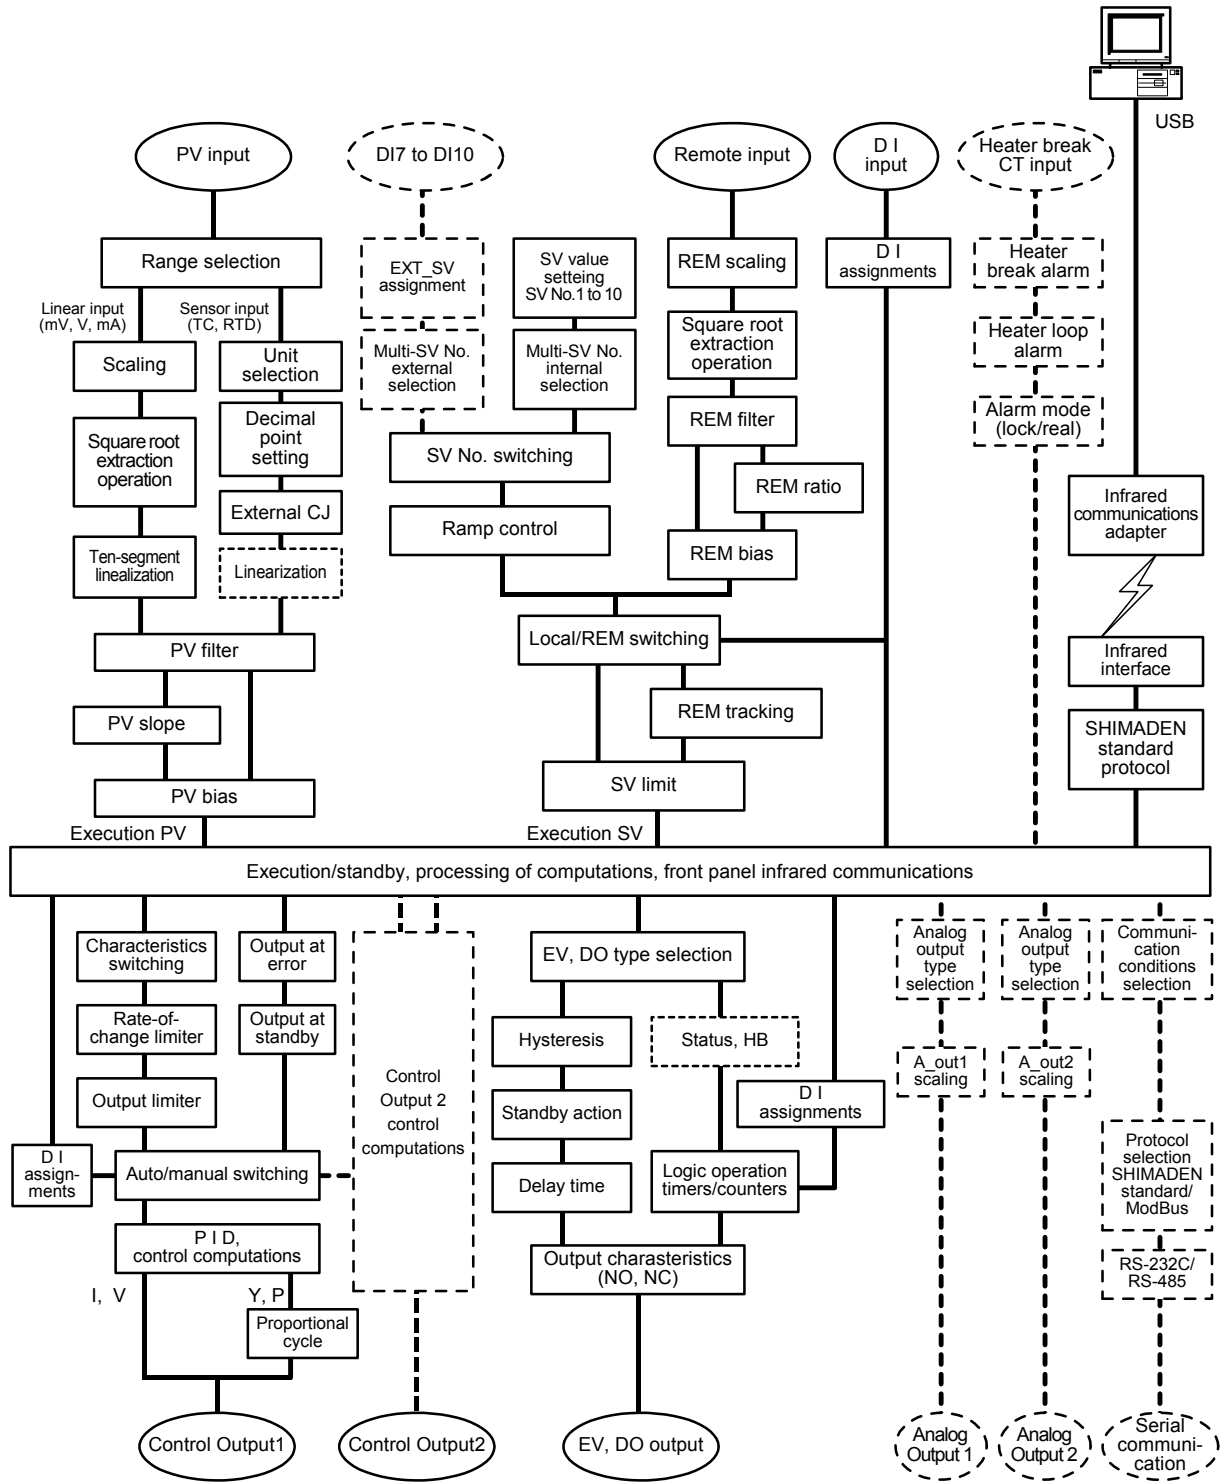 USB
PV input
DI7 to DI10
Remote input
D I
input
Heater break
CT input
Range selection
EXT_SV
assignment
SV value
setteing
SV No.1 to 10
REM scaling
D I
assignments
Heater
break alarm
Linear input
(mV, V, mA)
Sensor input
(TC, RTD)
Scaling
Unit
selection
Multi-SV No.
external
selection
Multi-SV No.
internal
selection
Square root
extraction
operation
Heater loop
alarm
Square root
extraction
operation
Decimal
point
setting
SV No. switching
REM filter
Alarm mode
(lock/real)
REM ratio
External CJ
Ramp control
Infrared
communications
adapter
Ten-segment
linealization
Linearization
REM bias
PV filter
Local/REM switching
Infrared
interface
PV slope
REM tracking
SHIMADEN
standard
protocol
PV bias
SV limit
Execution PV
Execution SV
Execution/standby, processing of computations, front panel infrared communications
Characteristics
switching
Output at
error
EV, DO type selection
Analog
output
type
selection
Analog
output
type
selection
Communi-
cation
conditions
selection
Rate-of-
change limiter
Output at
standby
Hysteresis
Status, HB
A_out1
scaling
A_out2
scaling
Control
Output 2
control
computations
Output limiter
Standby action
D I
assignments
D I
assign-
ments
Auto/manual switching
Delay time
Logic operation
timers/counters
Protocol
selection
SHIMADEN
standard/
ModBus
P I D,
control computations
Output charasteristics
(NO, NC)
RS-232C/
RS-485
I, V
Y, P
Proportional
cycle
Control Output1
Control Output2
EV, DO output
Analog
Output 1
Analog
Output 2
Serial
communi-
cation